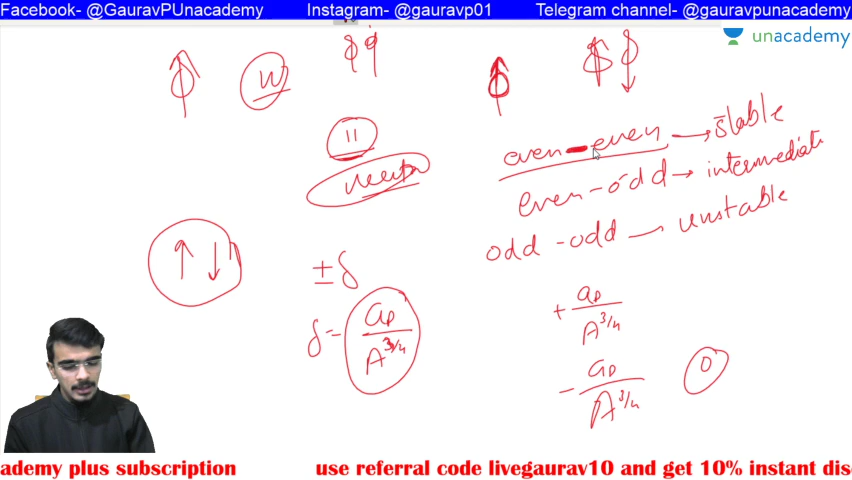 Facebook- @GauravPUnacademy Instagram- @gauravp01 Telegram channel- @gauravpunacademy
unacademy
even - even → stable
even - odd → intermediate
odd - odd → unstable
± δ
δ = aₚ / A^3/4
+ aₚ / A^3/4
- aₚ / A^3/4
0
ademy plus subscription use referral code livegaurav10 and get 10% instant disc